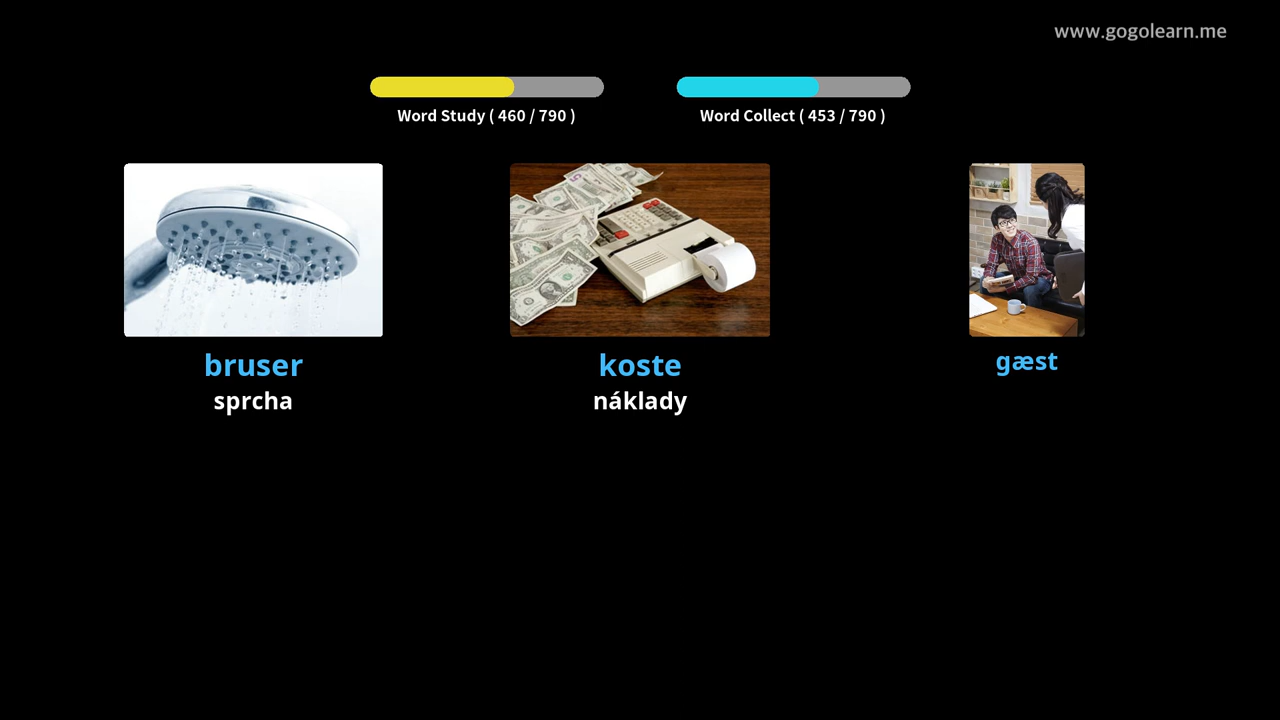 www.gogolearn.me
Word Study ( 460 / 790 )
Word Collect ( 453 / 790 )
bruser
sprcha
koste
náklady
gæst